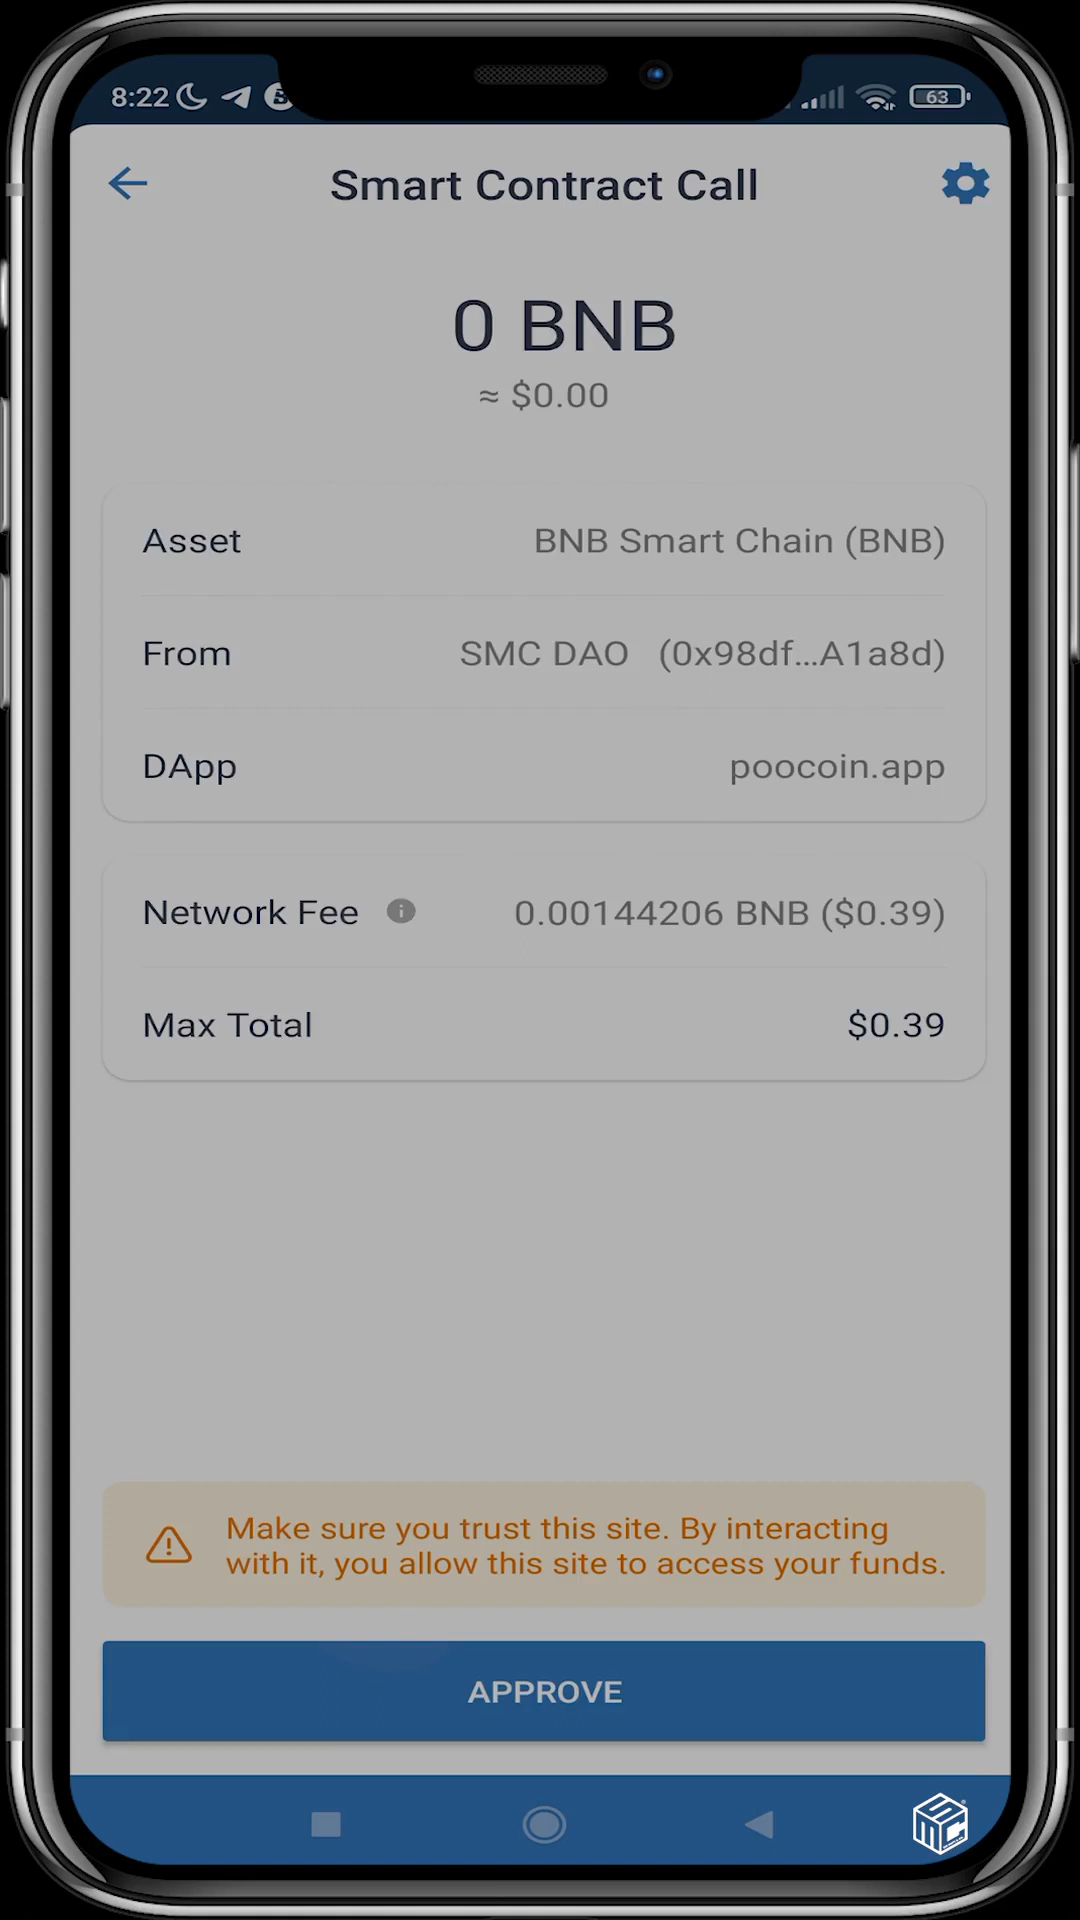 8:22
63
Smart Contract Call
0 BNB
≈ $0.00
Asset BNB Smart Chain (BNB)
From SMC DAO (0x98df...A1a8d)
DApp poocoin.app
Network Fee 0.00144206 BNB ($0.39)
Max Total $0.39
Make sure you trust this site. By interacting
with it, you allow this site to access your funds.
APPROVE
SMC